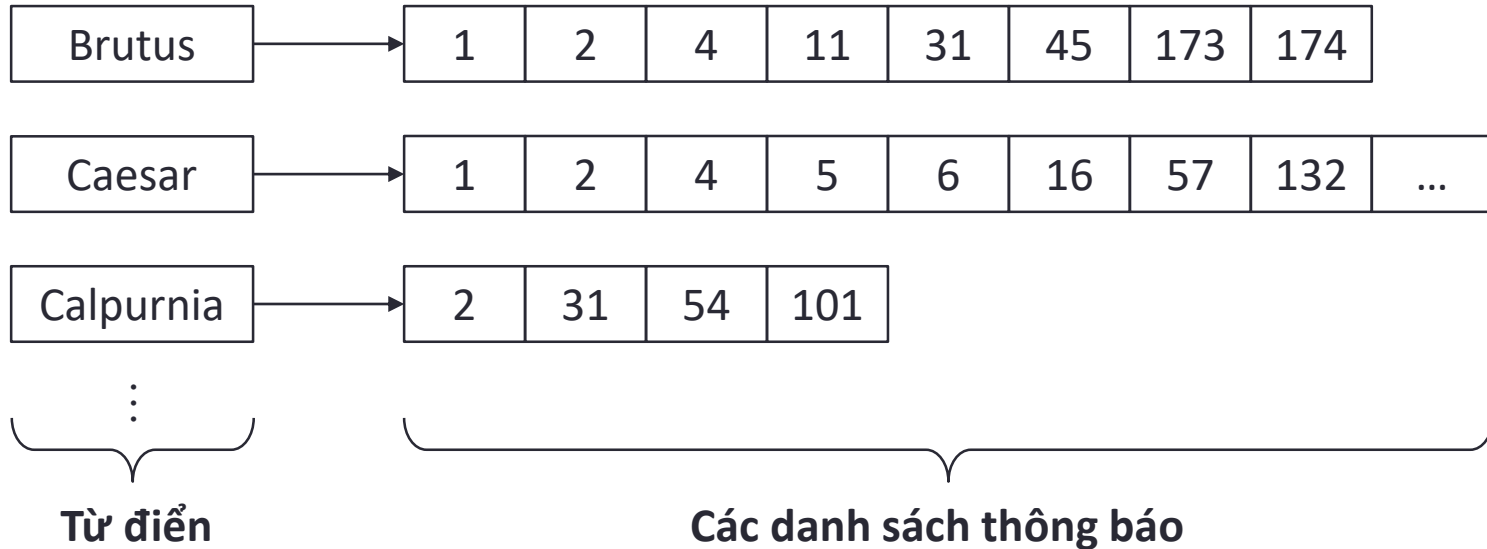 Brutus 1 2 4 11 31 45 173 174
Caesar 1 2 4 5 6 16 57 132 ...
Calpurnia 2 31 54 101
⋮
Từ điển Các danh sách thông báo